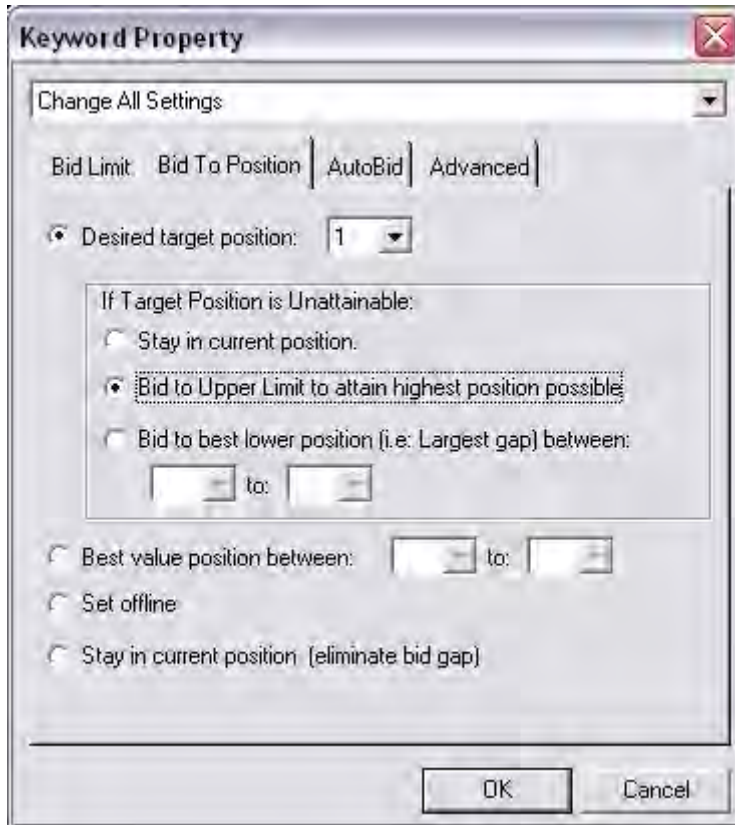 Keyword Property
Change All Settings
Bid Limit Bid To Position AutoBid Advanced
Desired target position: 1
If Target Position is Unattainable:
Stay in current position.
Bid to Upper Limit to attain highest position possible
Bid to best lower position (i.e: Largest gap) between:
to:
Best value position between: to:
Set offline
Stay in current position (eliminate bid gap)
OK Cancel